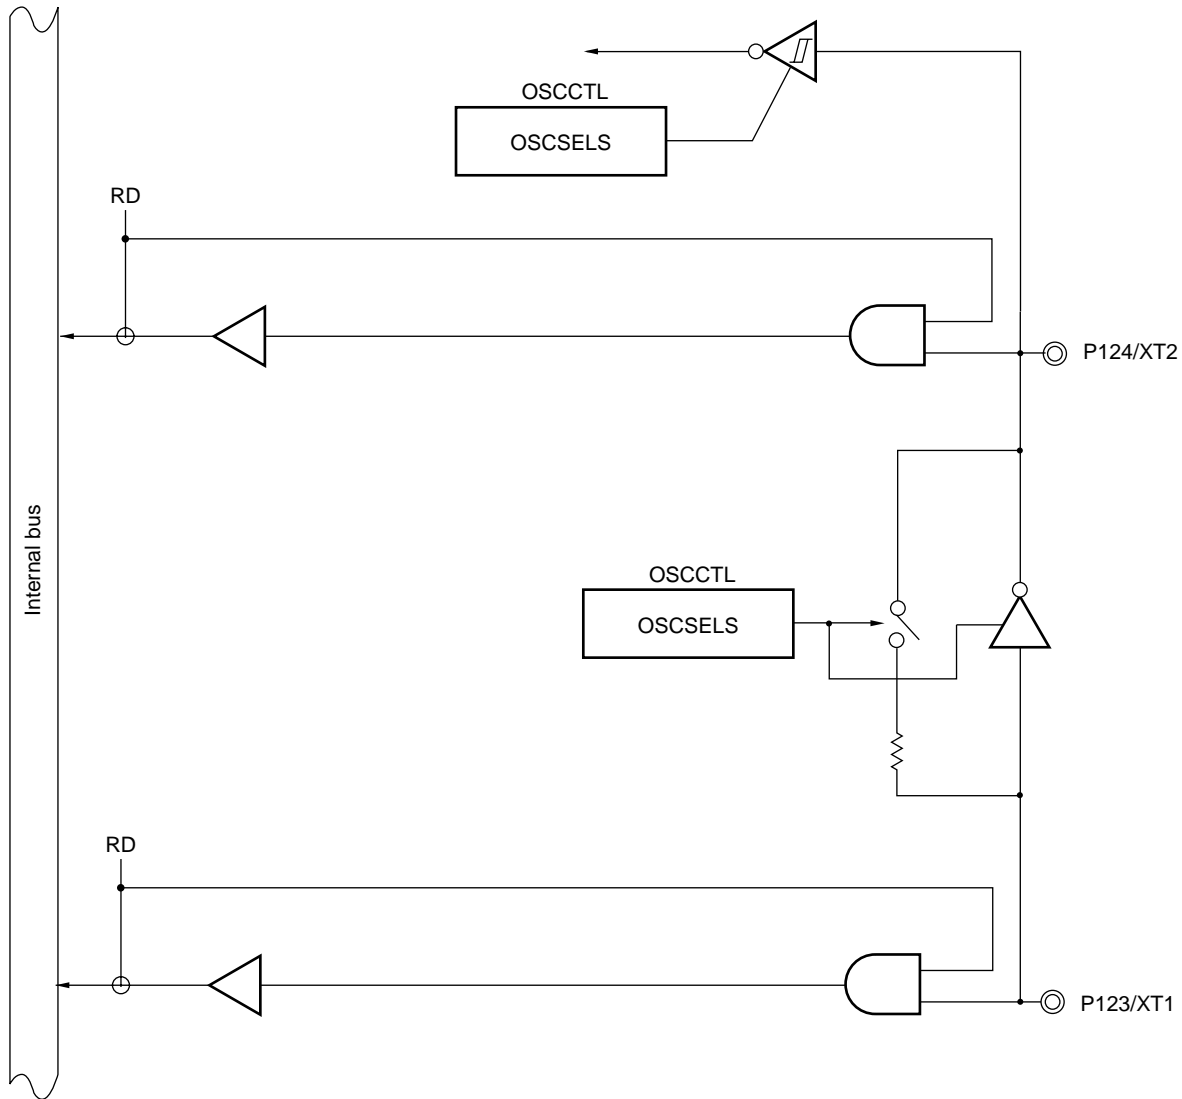 OSCCTL
OSCSELS
RD
P124/XT2
Internal bus
OSCCTL
OSCSELS
RD
P123/XT1